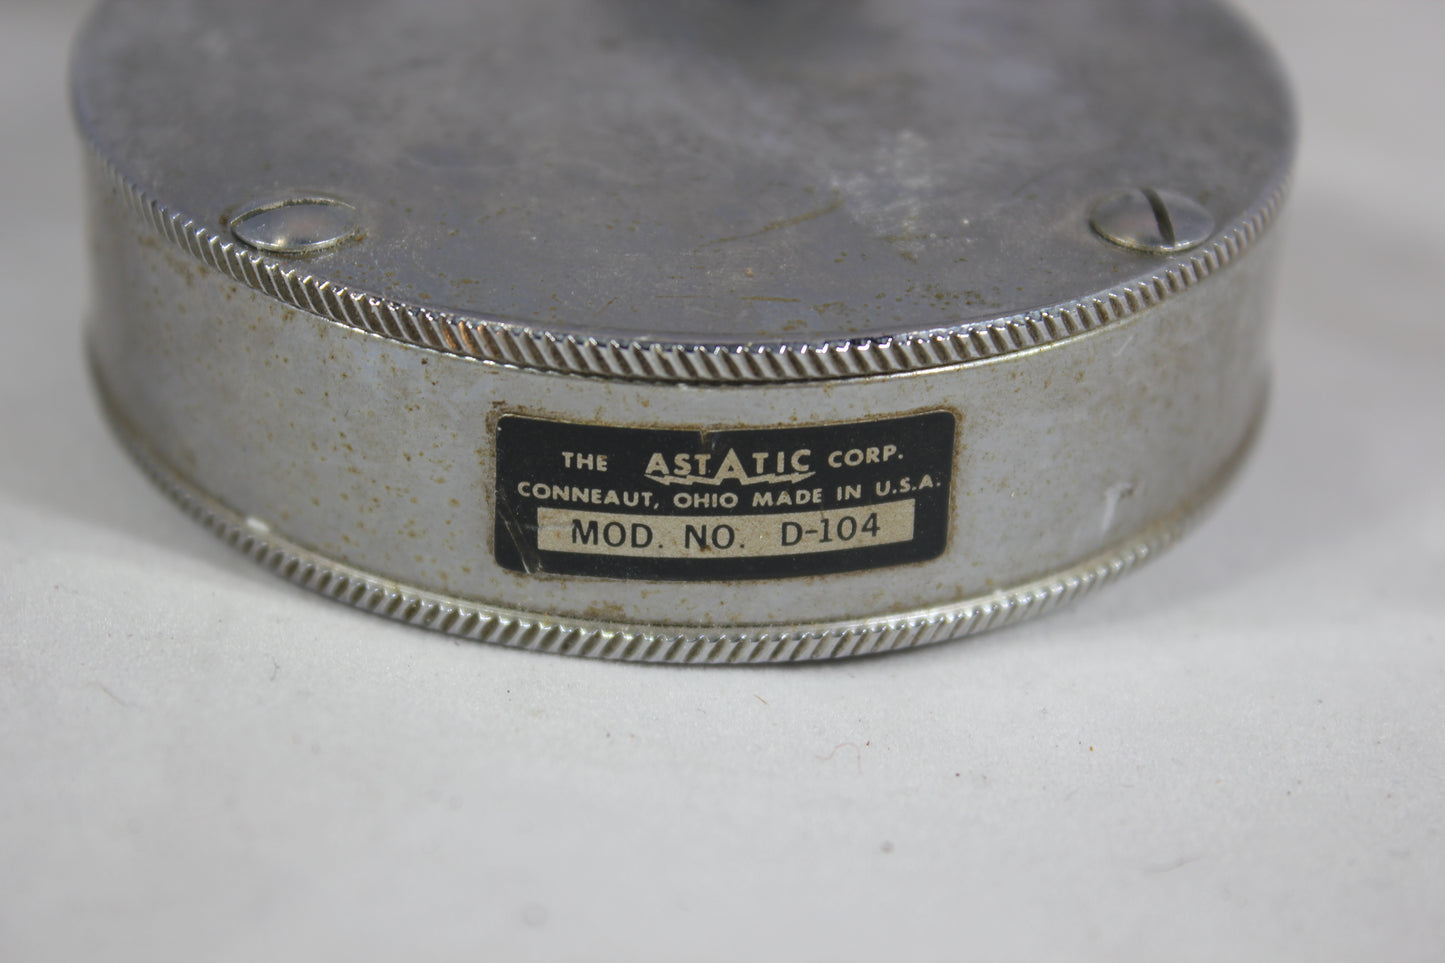 THE ASTATIC CORP.
CONNEAUT, OHIO MADE IN U.S.A.
MOD. NO. D-104